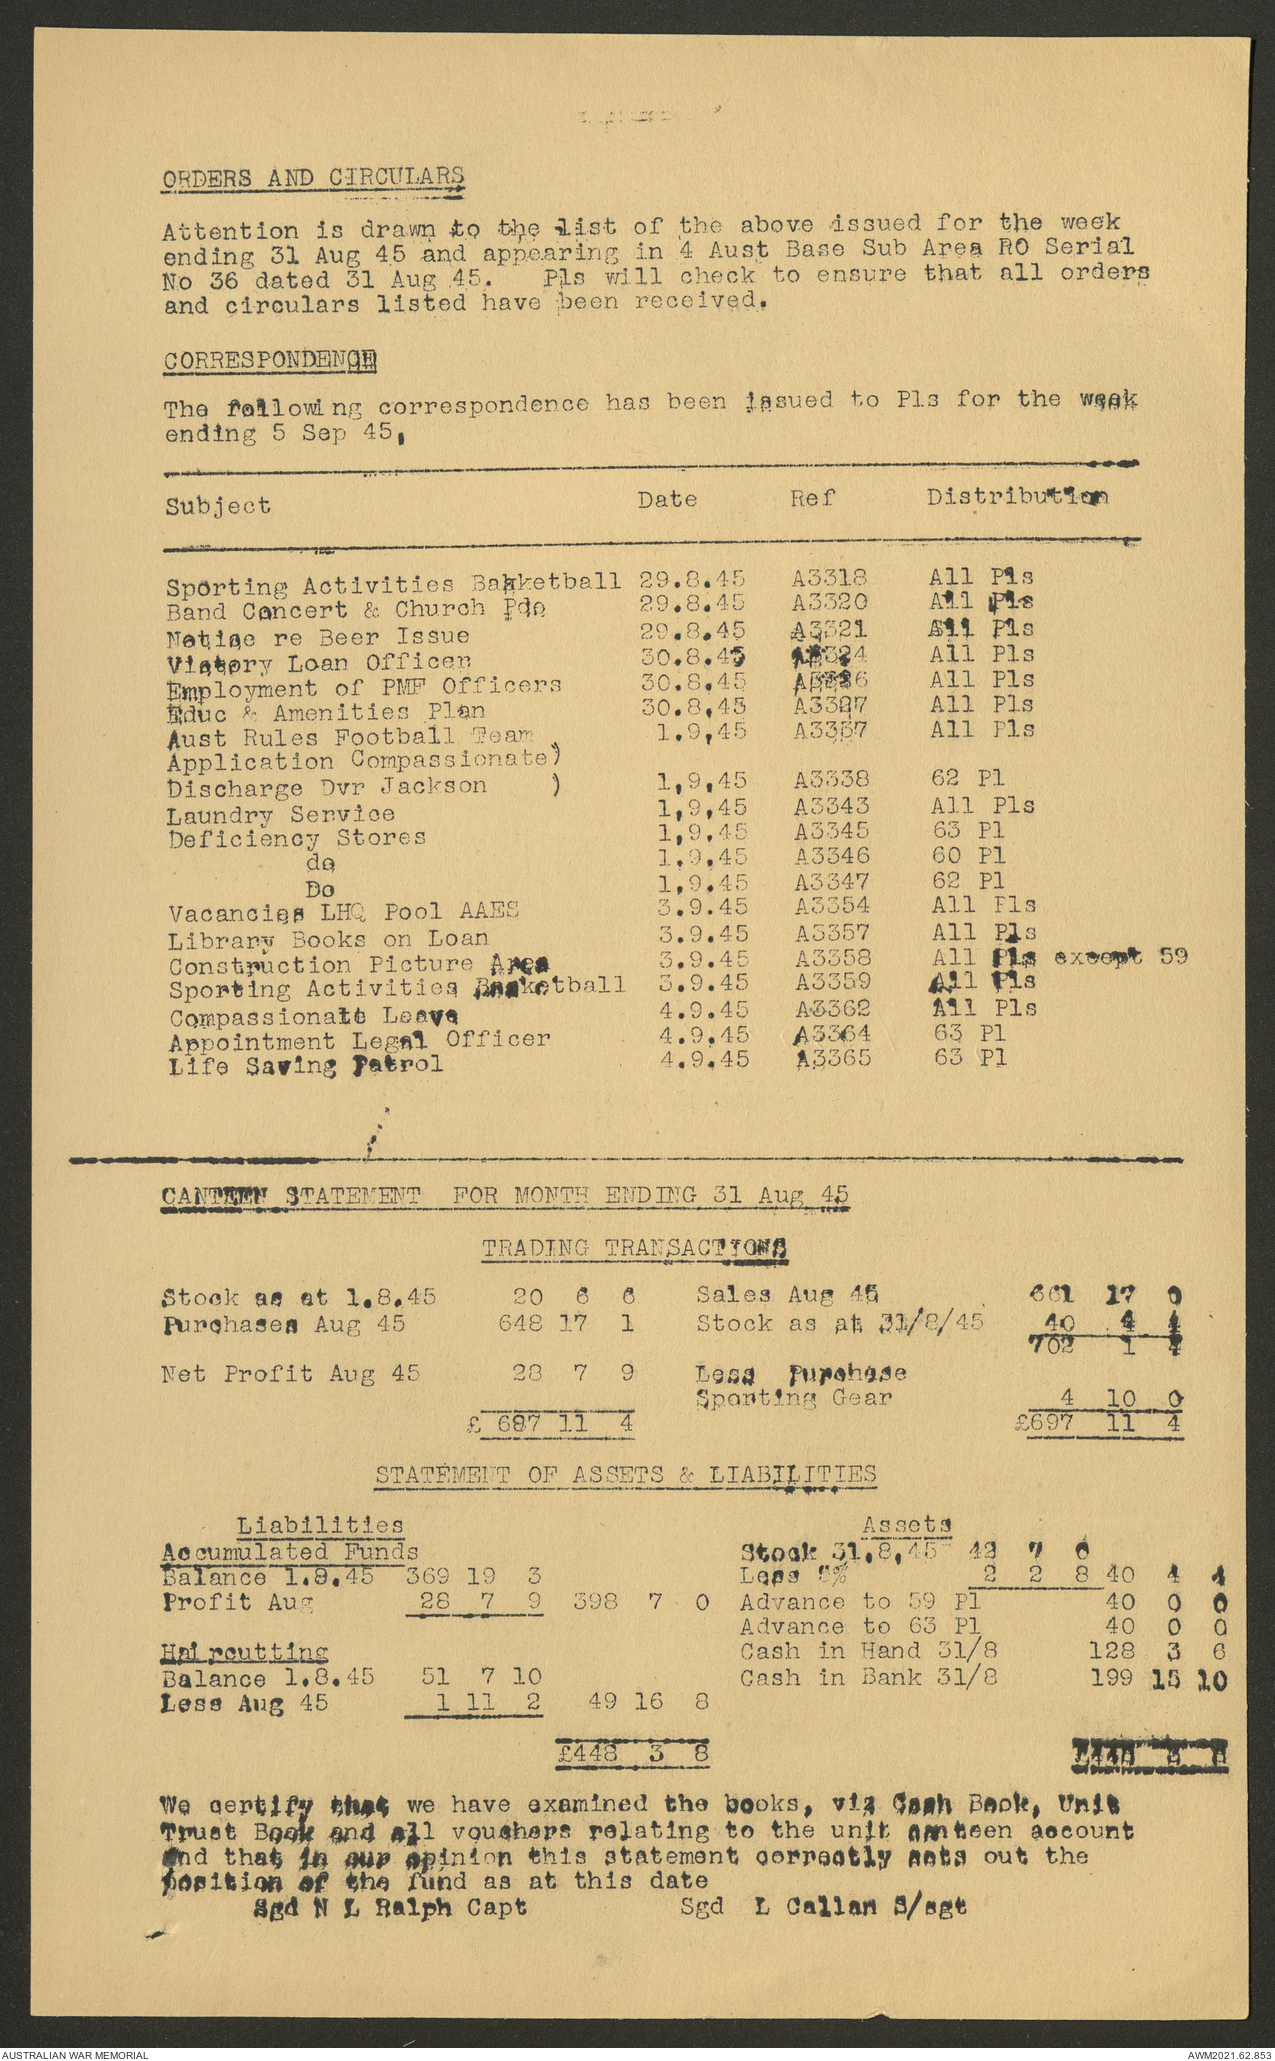 ORDERS AND CIRCULARS
Attention is drawn to the list of the above issued for the week
ending 31 Aug 45 and appearing in 4 Aust Base Sub Area RO Serial
No 36 dated 31 Aug 45. Pls will check to ensure that all orders
and circulars listed have been received.
CORRESPONDENCE
The following correspondence has been issued to Pls for the week
ending 5 Sep 45,
Subject Date Ref Distribution
Sporting Activities Basketball 29.8.45 A3318 All Pls
Band Concert & Church Pde 29.8.45 A3320 All Pls
Notice re Beer Issue 29.8.45 A3321 All Pls
Victory Loan Officer 30.8.45 A3324 All Pls
Employment of PMF Officers 30.8.45 All Pls
Educ & Amenities Plan 30.8.45 A3327 All Pls
Aust Rules Football Team 1.9,45 A3337 All Pls
Application Compassionate)
Discharge Dvr Jackson ) 1,9,45 A3338 62 Pl
Laundry Service 1,9,45 A3343 All Pls
Deficiency Stores 1,9.45 A3345 63 Pl
do 1.9.45 A3346 60 Pl
Do 1,9.45 A3347 62 Pl
Vacancies LHQ Pool AAES 3.9.45 A3354 All Pls
Library Books on Loan 3.9.45 A3357 All Pls
Construction Picture Area 3.9.45 A3358 All Pls except 59
Sporting Activities Basketball 3.9.45 A3359 All Pls
Compassionate Leave 4.9.45 A3362 All Pls
Appointment Legal Officer 4.9.45 A3364 63 Pl
Life Saving Patrol 4.9.45 A3365 63 Pl
CANTEEN STATEMENT FOR MONTH ENDING 31 Aug 45
TRADING TRANSACTIONS
Stock as at 1.8.45 20 6 6 Sales Aug 45 661 17 0
Purchases Aug 45 648 17 1 Stock as at 31/8/45 40 4 4
702 1 4
Net Profit Aug 45 28 7 9 Less Purchase
Sporting Gear 4 10 0
£ 697 11 4 £697 11 4
STATEMENT OF ASSETS & LIABILITIES
Liabilities Assets
Accumulated Funds Stock 31.8.45 42 7 0
Balance 1.8.45 369 19 3 Less 5% 2 2 8 40 4 4
Profit Aug 28 7 9 398 7 0 Advance to 59 Pl 40 0 0
Advance to 63 Pl 40 0 0
Haircutting Cash in Hand 31/8 128 3 6
Balance 1.8.45 51 7 10 Cash in Bank 31/8 199 15 10
Less Aug 45 1 11 2 49 16 8
£448 3 8
We certify that we have examined the books, viz Cash Book, Unit
Trust Book and all vouchers relating to the unit canteen account
and that in our opinion this statement correctly sets out the
position of the fund as at this date
Sgd N L Ralph Capt Sgd L Callan S/sgt
AUSTRALIAN WAR MEMORIAL AWM2021.62.853